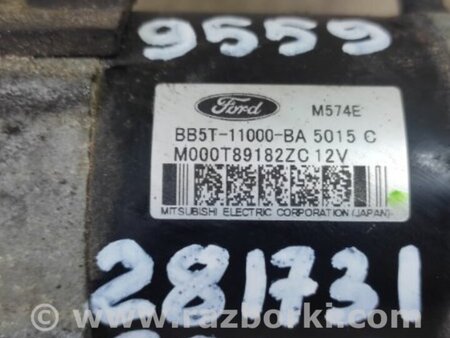 9559
Ford M574E
BB5T-11000-BA 5015 C
M000T89182ZC 12V
MITSUBISHI ELECTRIC CORPORATION (JAPAN)
281731
© www.razborki.com